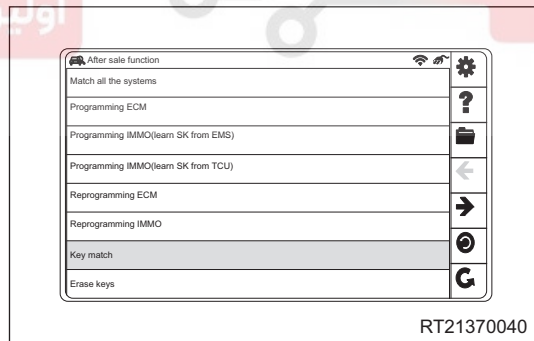 After sale function
Match all the systems
Programming ECM
Programming IMMO(learn SK from EMS)
Programming IMMO(learn SK from TCU)
Reprogramming ECM
Reprogramming IMMO
Key match
Erase keys
RT21370040